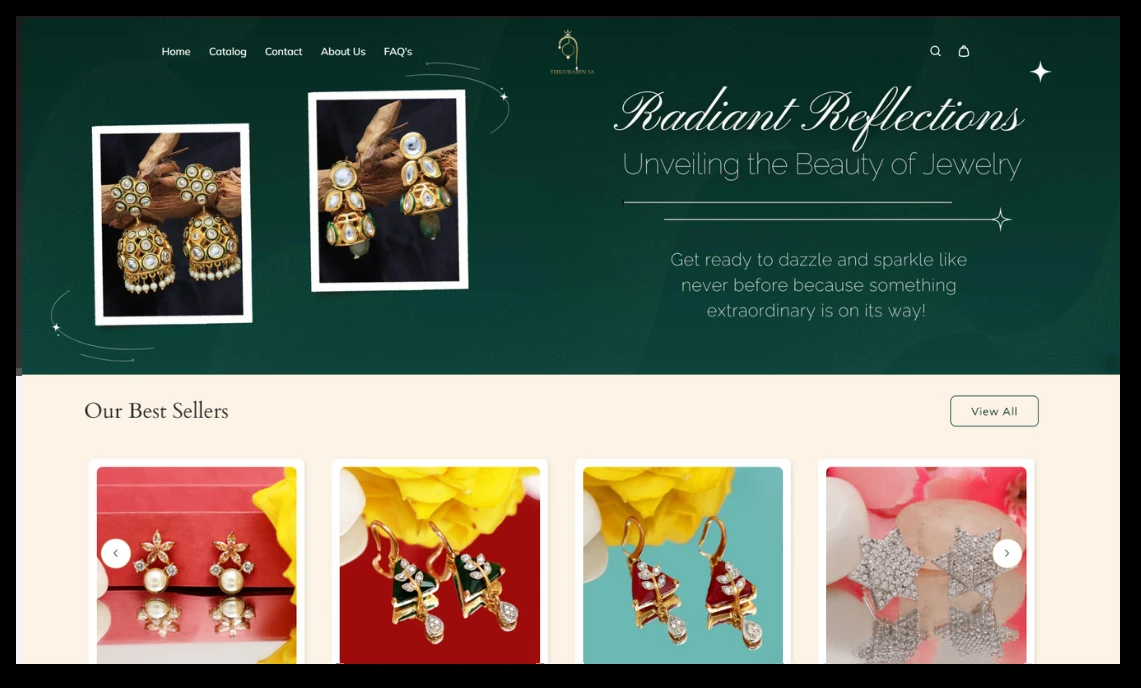 Home Catalog Contact About Us FAQ's
Radiant Reflections
Unveiling the Beauty of Jewelry
Get ready to dazzle and sparkle like
never before because something
extraordinary is on its way!
Our Best Sellers
View All